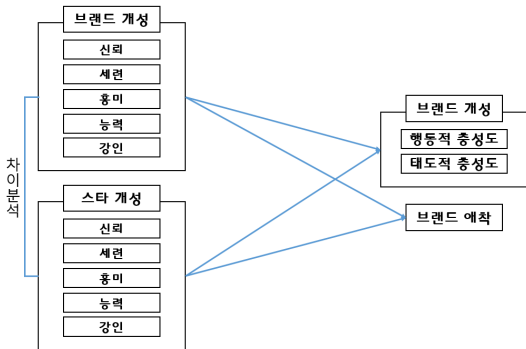 브랜드 개성
신뢰
세련
흥미
능력
강인
차이분석
스타 개성
신뢰
세련
흥미
능력
강인
브랜드 개성
행동적 충성도
태도적 충성도
브랜드 애착